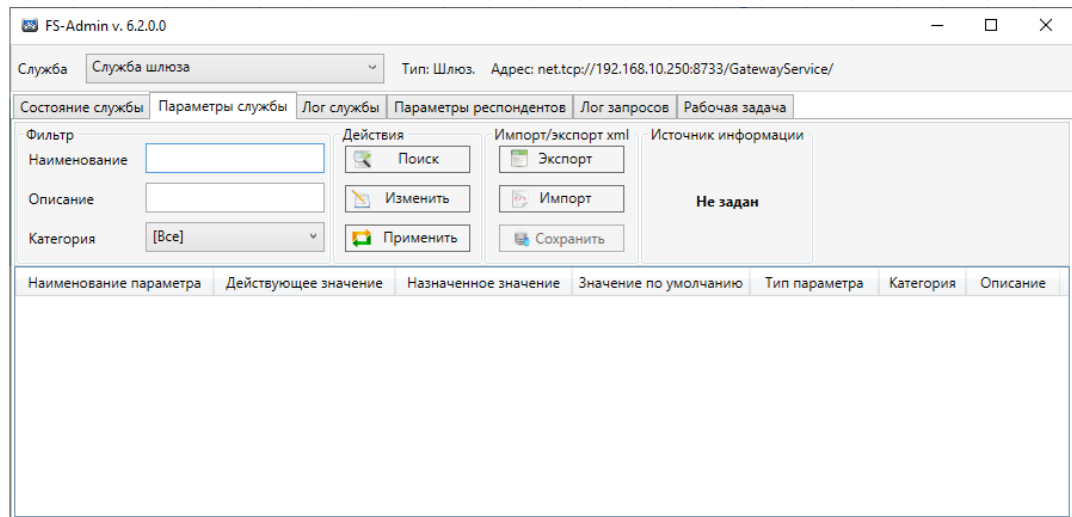 FS-Admin v. 6.2.0.0
Служба Служба шлюза Тип: Шлюз. Адрес: net.tcp://192.168.10.250:8733/GatewayService/
Состояние службы Параметры службы Лог службы Параметры респондентов Лог запросов Рабочая задача
Фильтр Действия Импорт/экспорт xml Источник информации
Наименование Поиск Экспорт
Описание Изменить Импорт Не задан
Категория [Все] Применить Сохранить
Наименование параметра Действующее значение Назначенное значение Значение по умолчанию Тип параметра Категория Описание